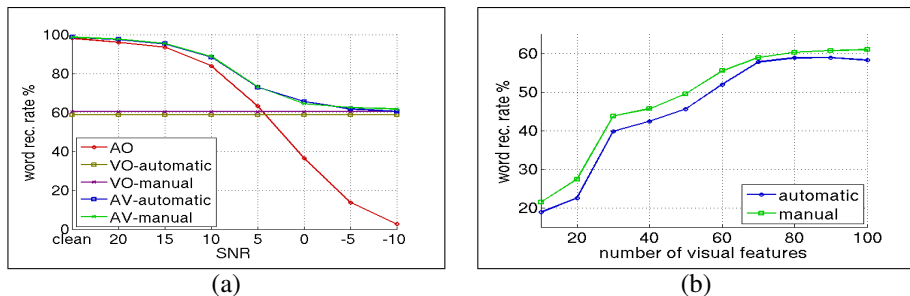 100
80
60
40
20
0
word rec. rate %
AO
VO-automatic
VO-manual
AV-automatic
AV-manual
clean 20 15 10 5 0 -5 -10
SNR
(a)
60
50
40
30
20
word rec. rate %
automatic
manual
20 40 60 80 100
number of visual features
(b)